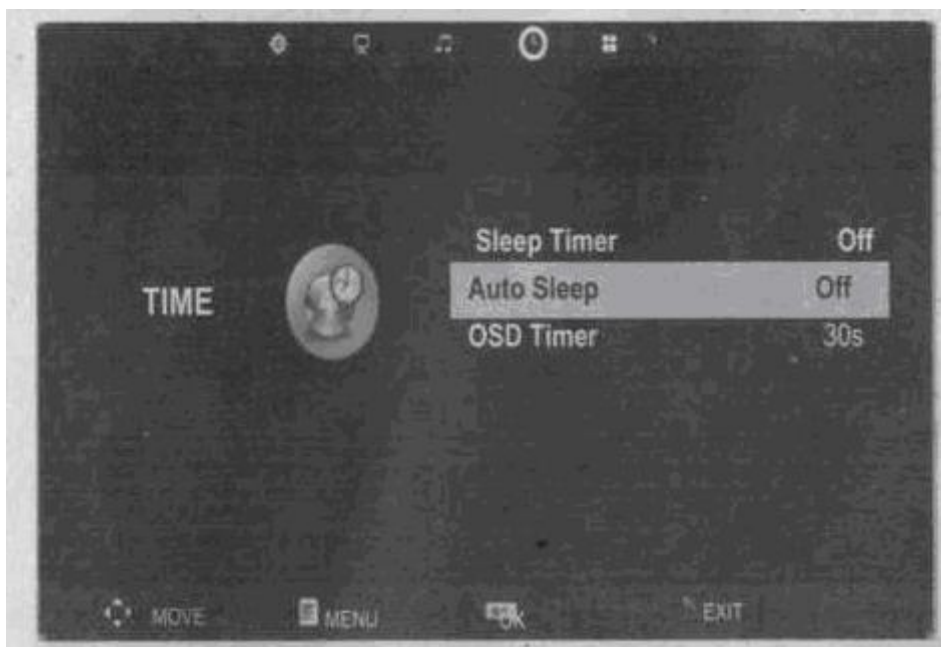 Sleep Timer Off
TIME Auto Sleep Off
OSD Timer 30s
MOVE MENU OK EXIT